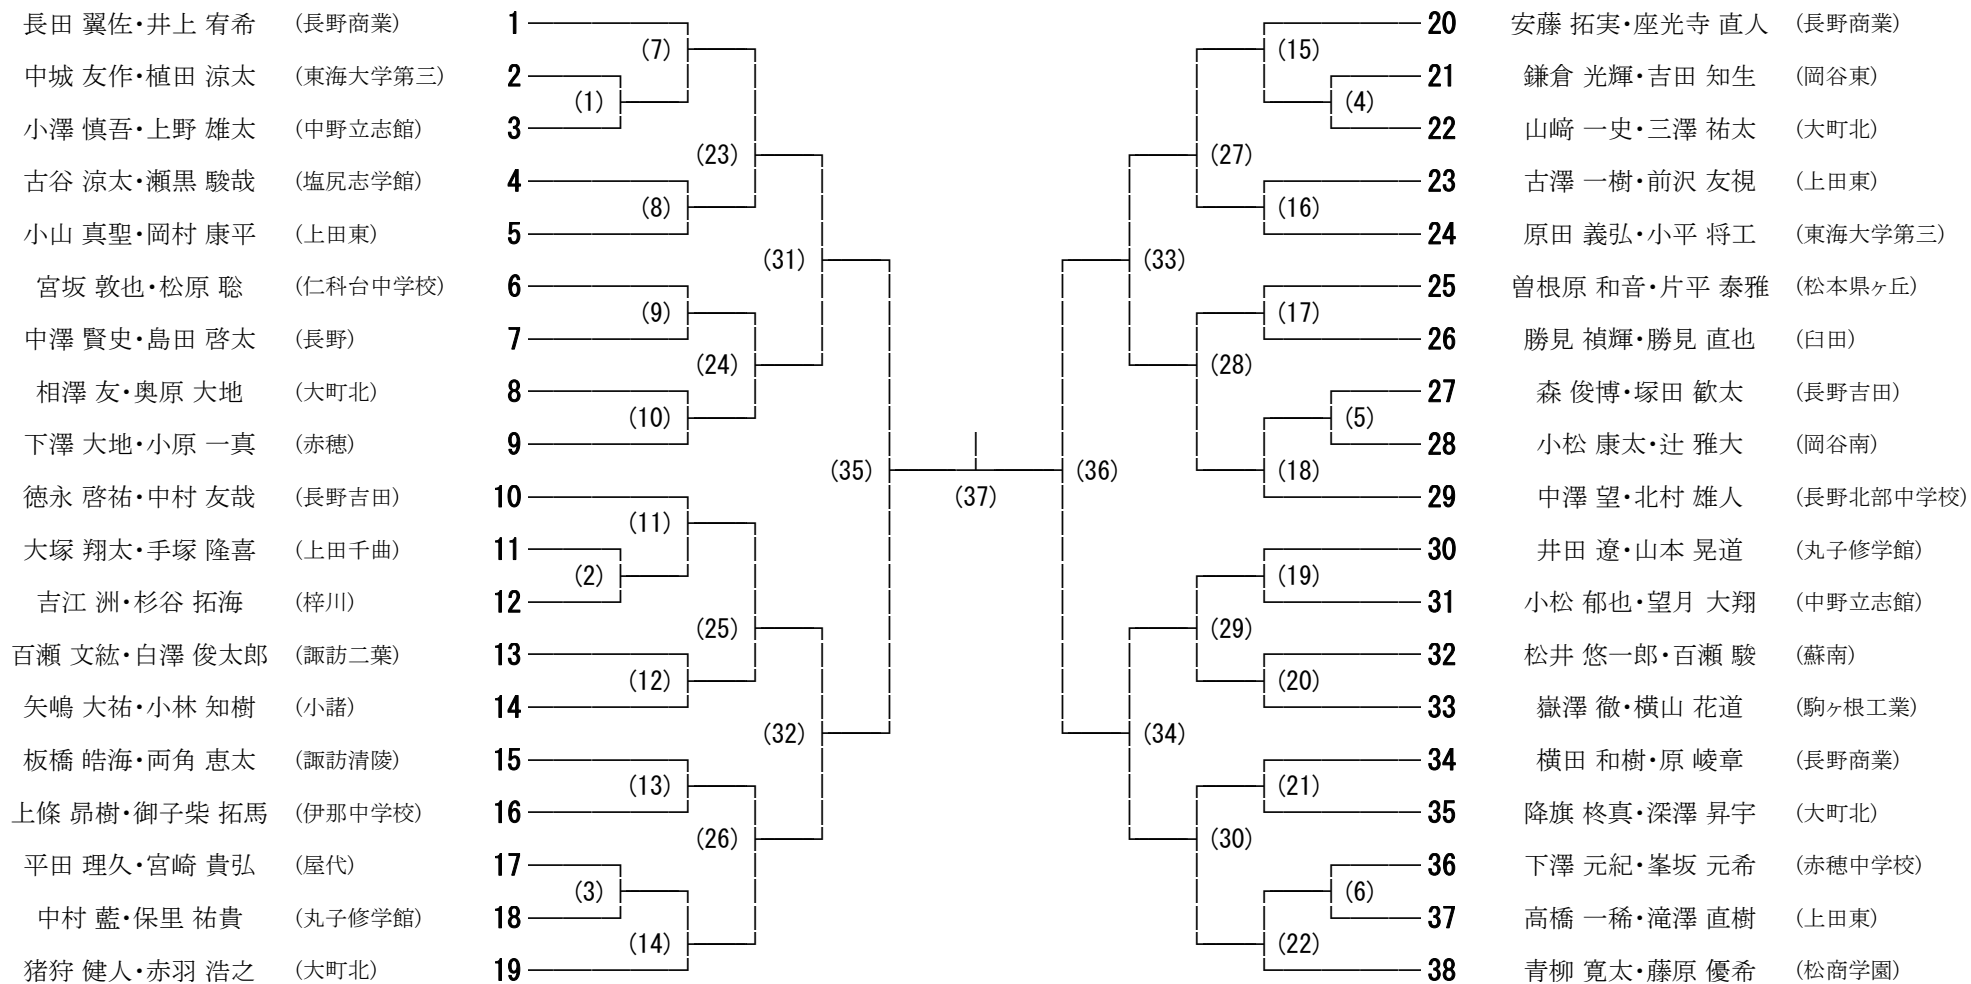 長田 翼佐・井上 宥希 (長野商業) 1
(7)
中城 友作・植田 涼太 (東海大学第三) 2
(1)
小澤 慎吾・上野 雄太 (中野立志館) 3
(23)
古谷 涼太・瀬黒 駿哉 (塩尻志学館) 4
(8)
小山 真聖・岡村 康平 (上田東) 5
(31)
宮坂 敦也・松原 聡 (仁科台中学校) 6
(9)
中澤 賢史・島田 啓太 (長野) 7
(24)
相澤 友・奥原 大地 (大町北) 8
(10)
下澤 大地・小原 一真 (赤穂) 9
(35)
徳永 啓祐・中村 友哉 (長野吉田) 10
(11)
大塚 翔太・手塚 隆喜 (上田千曲) 11
(2)
吉江 洲・杉谷 拓海 (梓川) 12
(25)
百瀬 文紘・白澤 俊太郎 (諏訪二葉) 13
(12)
矢嶋 大祐・小林 知樹 (小諸) 14
(32)
板橋 皓海・両角 恵太 (諏訪清陵) 15
(13)
上條 昴樹・御子柴 拓馬 (伊那中学校) 16
(26)
平田 理久・宮崎 貴弘 (屋代) 17
(3)
中村 藍・保里 祐貴 (丸子修学館) 18
(14)
猪狩 健人・赤羽 浩之 (大町北) 19
(37)
20 安藤 拓実・座光寺 直人 (長野商業)
(15)
21 鎌倉 光輝・吉田 知生 (岡谷東)
(4)
22 山﨑 一史・三澤 祐太 (大町北)
(27)
23 古澤 一樹・前沢 友視 (上田東)
(16)
24 原田 義弘・小平 将工 (東海大学第三)
(33)
25 曽根原 和音・片平 泰雅 (松本県ヶ丘)
(17)
26 勝見 禎輝・勝見 直也 (臼田)
(28)
27 森 俊博・塚田 歓太 (長野吉田)
(5)
28 小松 康太・辻 雅大 (岡谷南)
(18)
(36)
29 中澤 望・北村 雄人 (長野北部中学校)
30 井田 遼・山本 晃道 (丸子修学館)
(19)
31 小松 郁也・望月 大翔 (中野立志館)
(29)
32 松井 悠一郎・百瀬 駿 (蘇南)
(20)
33 嶽澤 徹・横山 花道 (駒ヶ根工業)
(34)
34 横田 和樹・原 崚章 (長野商業)
(21)
35 降旗 柊真・深澤 昇宇 (大町北)
(30)
36 下澤 元紀・峯坂 元希 (赤穂中学校)
(6)
37 高橋 一稀・滝澤 直樹 (上田東)
(22)
38 青柳 寛太・藤原 優希 (松商学園)